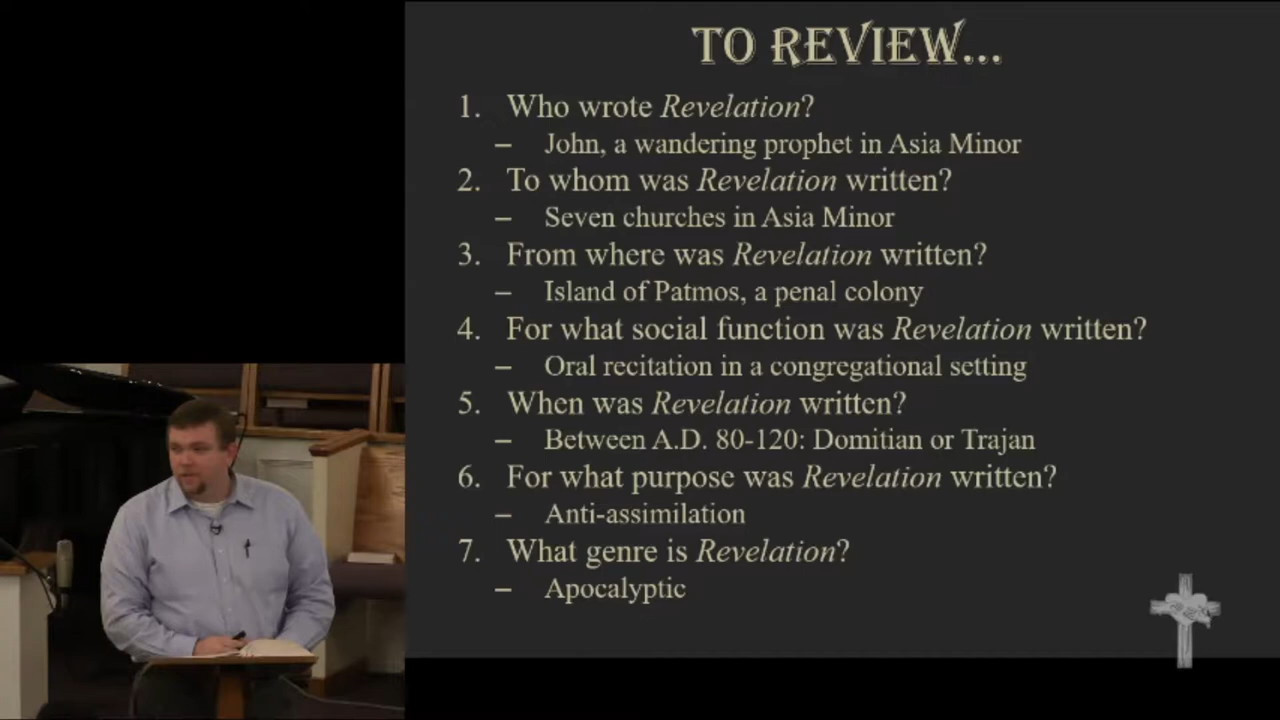 TO REVIEW...
1. Who wrote Revelation?
– John, a wandering prophet in Asia Minor
2. To whom was Revelation written?
– Seven churches in Asia Minor
3. From where was Revelation written?
– Island of Patmos, a penal colony
4. For what social function was Revelation written?
– Oral recitation in a congregational setting
5. When was Revelation written?
– Between A.D. 80-120: Domitian or Trajan
6. For what purpose was Revelation written?
– Anti-assimilation
7. What genre is Revelation?
– Apocalyptic